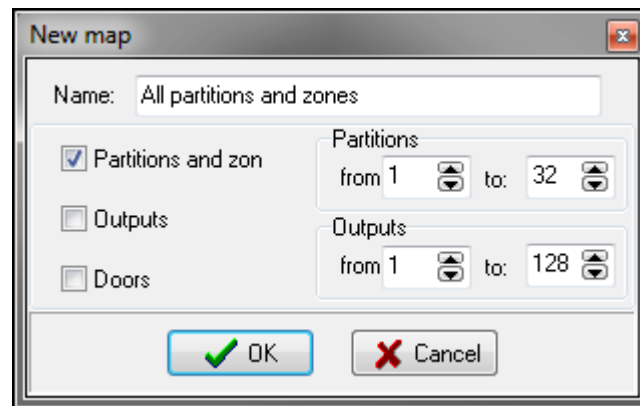 New map
Name: All partitions and zones
Partitions and zon
Partitions
from 1 to: 32
Outputs
Outputs
from 1 to: 128
Doors
OK Cancel